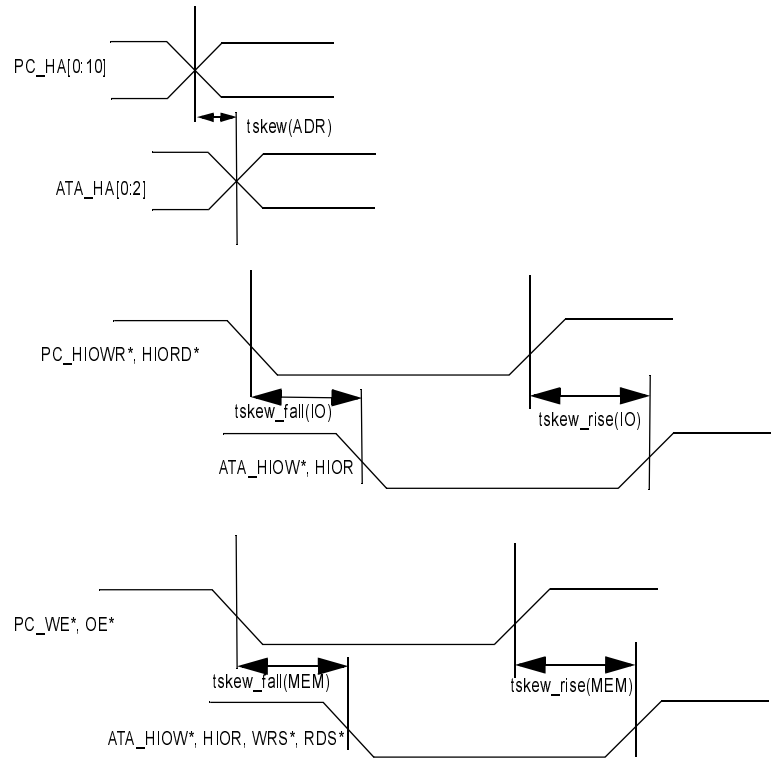 PC_HA[0:10]
tskew(ADR)
ATA_HA[0:2]
PC_HIOWR*, HIORD*
tskew_fall(IO)
tskew_rise(IO)
ATA_HIOW*, HIOR
PC_WE*, OE*
tskew_fall(MEM)
tskew_rise(MEM)
ATA_HIOW*, HIOR, WRS*, RDS*